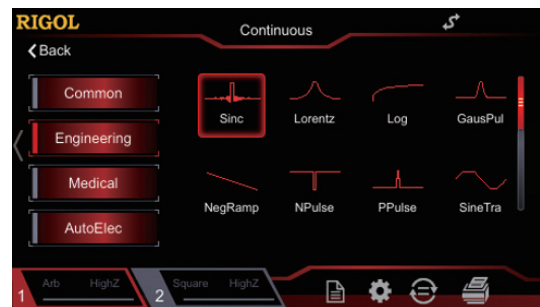 RIGOL
Continuous
Back
Common
Engineering
Medical
AutoElec
Sinc
Lorentz
Log
GausPul
NegRamp
NPulse
PPulse
SineTra
1
Arb
HighZ
2
Square
HighZ